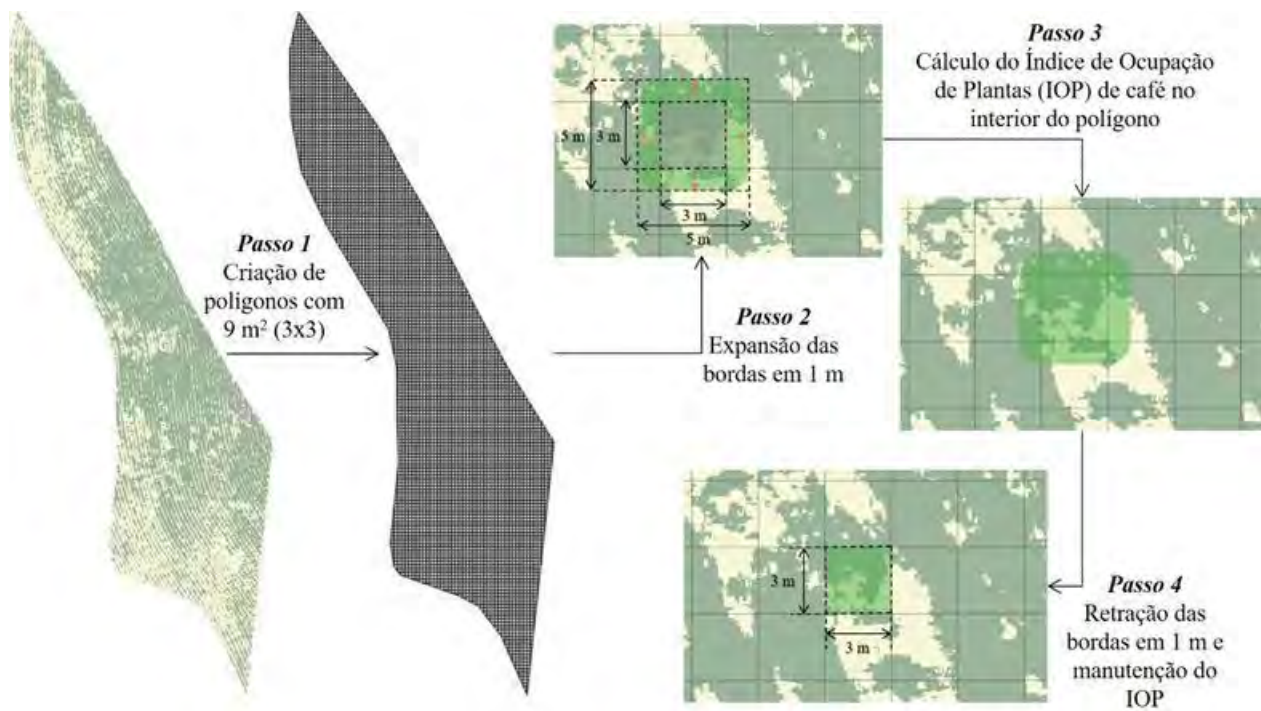 Passo 1
Criação de
polígonos com
9 m² (3x3)
5 m
3 m
3 m
5 m
Passo 2
Expansão das
bordas em 1 m
Passo 3
Cálculo do Índice de Ocupação
de Plantas (IOP) de café no
interior do polígono
3 m
3 m
Passo 4
Retração das
bordas em 1 m e
manutenção do
IOP